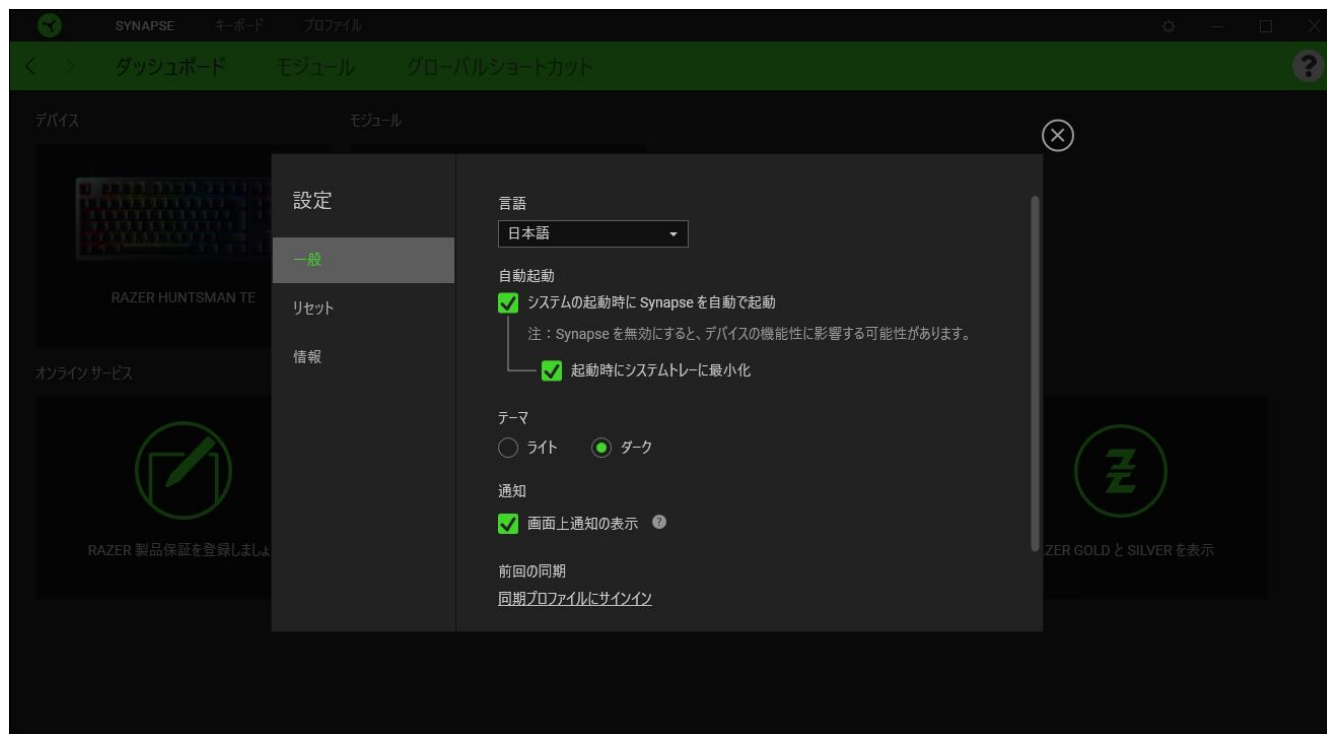 SYNAPSE キーボード プロファイル
ダッシュボード モジュール グローバルショートカット
デバイス モジュール
RAZER HUNTSMAN TE
オンライン サービス
RAZER 製品保証を登録しまし
ZER GOLD と SILVER を表示
設定
一般
リセット
情報
言語
日本語
自動起動
システムの起動時に Synapse を自動で起動
注：Synapse を無効にすると、デバイスの機能性に影響する可能性があります。
起動時にシステムトレーに最小化
テーマ
ライト ダーク
通知
画面上通知の表示
前回の同期
同期プロファイルにサインイン